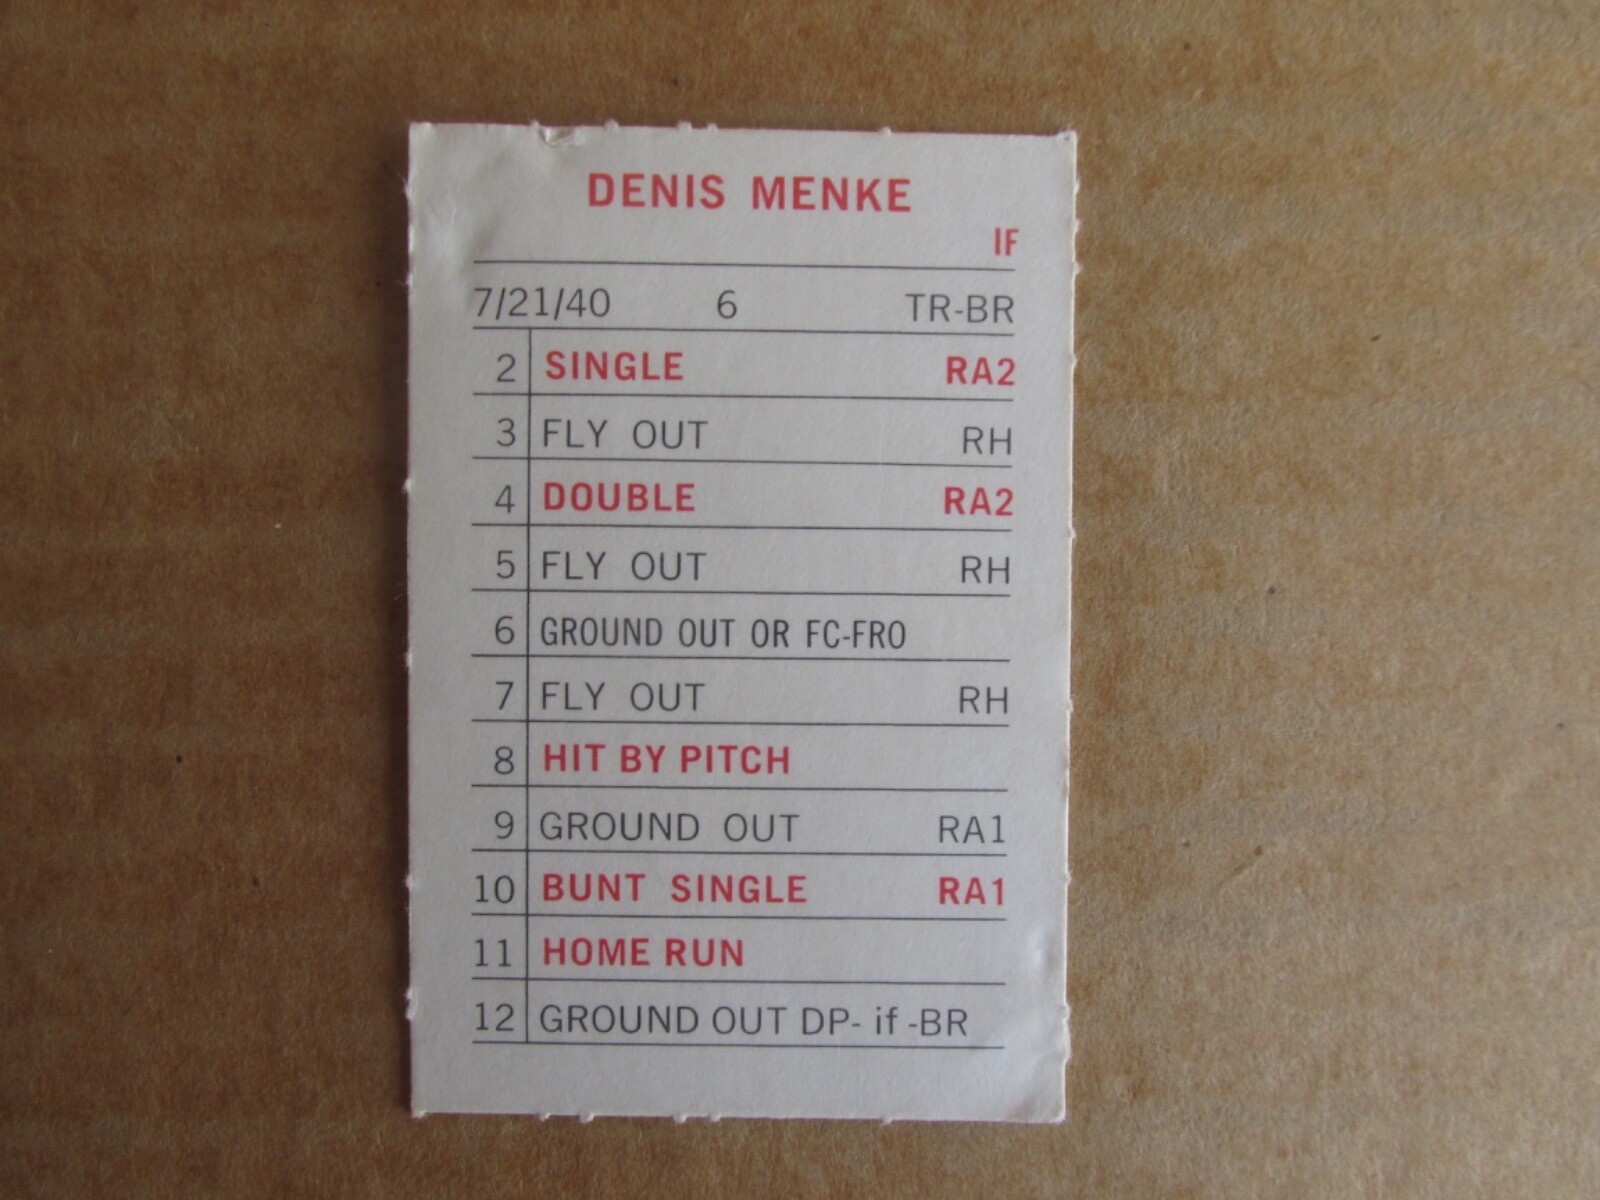 DENIS MENKE
IF
7/21/40 6 TR-BR
2 SINGLE RA2
3 FLY OUT RH
4 DOUBLE RA2
5 FLY OUT RH
6 GROUND OUT OR FC-FRO
7 FLY OUT RH
8 HIT BY PITCH
9 GROUND OUT RA1
10 BUNT SINGLE RA1
11 HOME RUN
12 GROUND OUT DP- if -BR